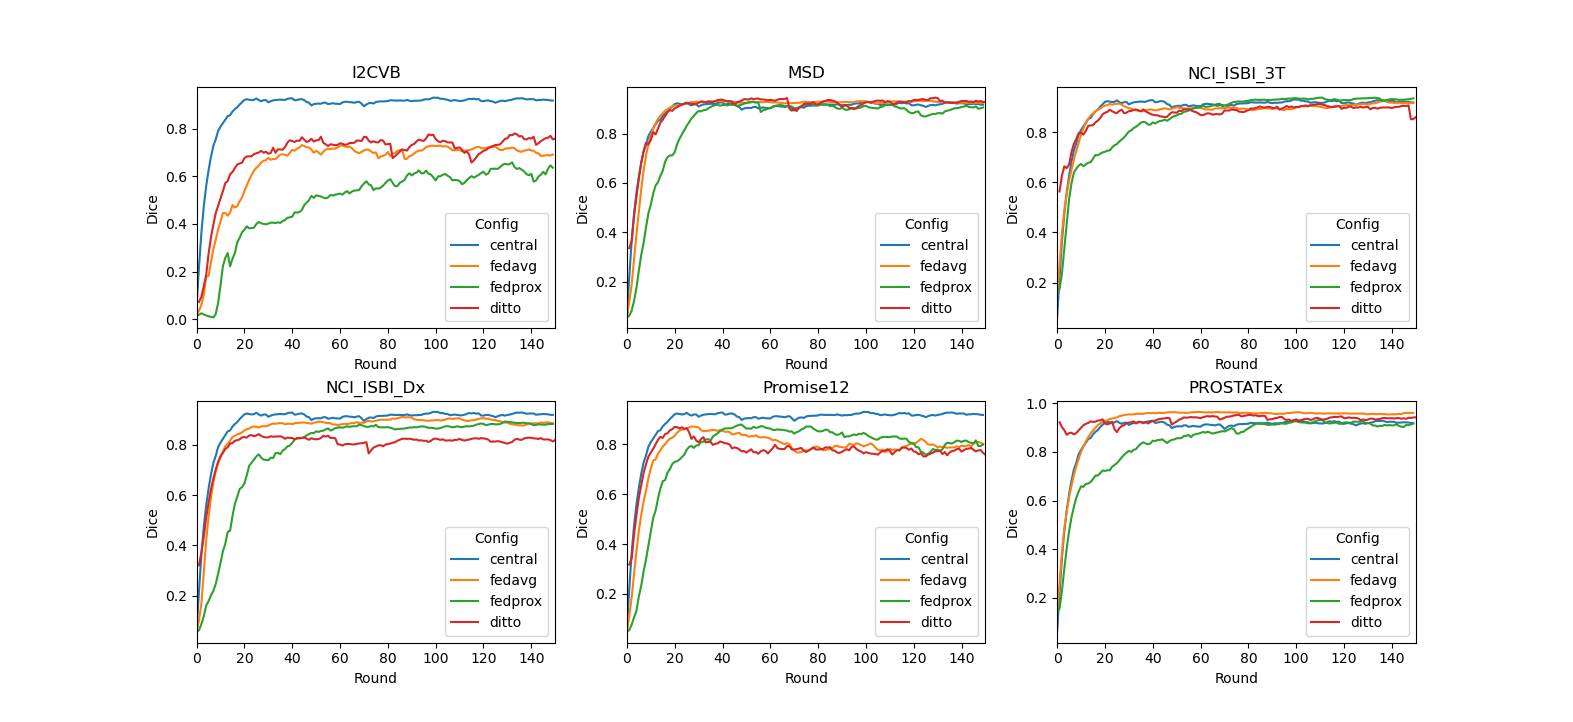 I2CVB
Dice
0.8
0.6
0.4
0.2
0.0
0 20 40 60 80 100 120 140
Round
Config
central
fedavg
fedprox
ditto
MSD
Dice
0.8
0.6
0.4
0.2
0 20 40 60 80 100 120 140
Round
Config
central
fedavg
fedprox
ditto
NCI_ISBI_3T
Dice
0.8
0.6
0.4
0.2
0 20 40 60 80 100 120 140
Round
Config
central
fedavg
fedprox
ditto
NCI_ISBI_Dx
Dice
0.8
0.6
0.4
0.2
0 20 40 60 80 100 120 140
Round
Config
central
fedavg
fedprox
ditto
Promise12
Dice
0.8
0.6
0.4
0.2
0 20 40 60 80 100 120 140
Round
Config
central
fedavg
fedprox
ditto
PROSTATEx
Dice
1.0
0.8
0.6
0.4
0.2
0 20 40 60 80 100 120 140
Round
Config
central
fedavg
fedprox
ditto